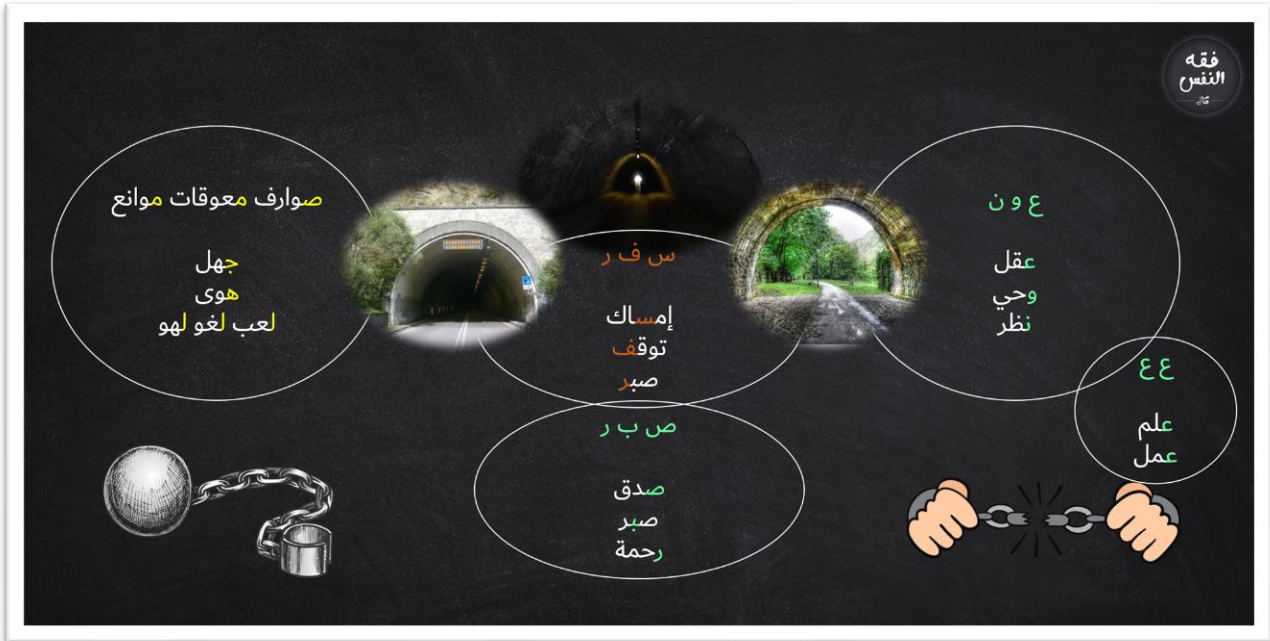 فقه
النفس
ع و ن
عقل
وحي
نظر
ع ع
علم
عمل
س ف ر
إمساك
توقف
صبر
ص ب ر
صدق
صبر
رحمة
صوارف معوقات موانع
جهل
هوى
لعب لغو لهو